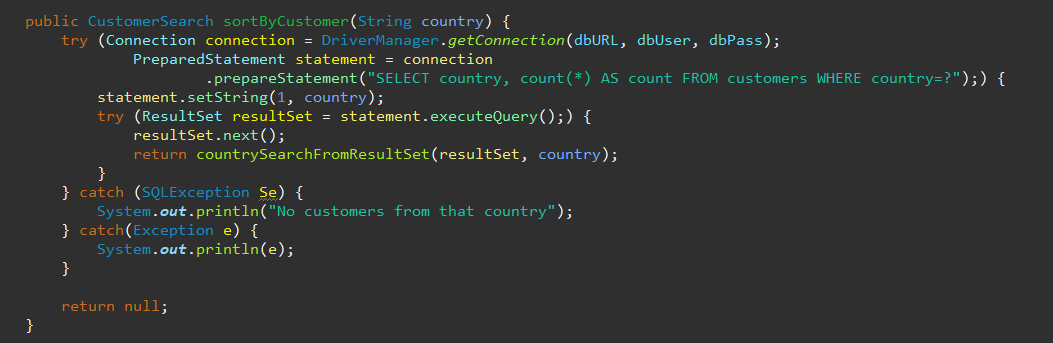 public CustomerSearch sortByCustomer(String country) {
try (Connection connection = DriverManager.getConnection(dbURL, dbUser, dbPass);
PreparedStatement statement = connection
.prepareStatement("SELECT country, count(*) AS count FROM customers WHERE country=?");) {
statement.setString(1, country);
try (ResultSet resultSet = statement.executeQuery();) {
resultSet.next();
return countrySearchFromResultSet(resultSet, country);
}
} catch (SQLException Se) {
System.out.println("No customers from that country");
} catch(Exception e) {
System.out.println(e);
}
return null;
}